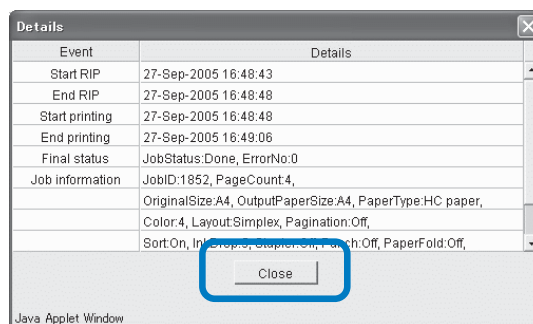 Details
Event Details
Start RIP 27-Sep-2005 16:48:43
End RIP 27-Sep-2005 16:48:48
Start printing 27-Sep-2005 16:48:48
End printing 27-Sep-2005 16:49:06
Final status JobStatus:Done, ErrorNo:0
Job information JobID:1852, PageCount:4,
OriginalSize:A4, OutputPaperSize:A4, PaperType:HC paper,
Color:4, Layout:Simplex, Pagination:Off,
Sort:On, PaperFold:Off,
Close
Java Applet Window